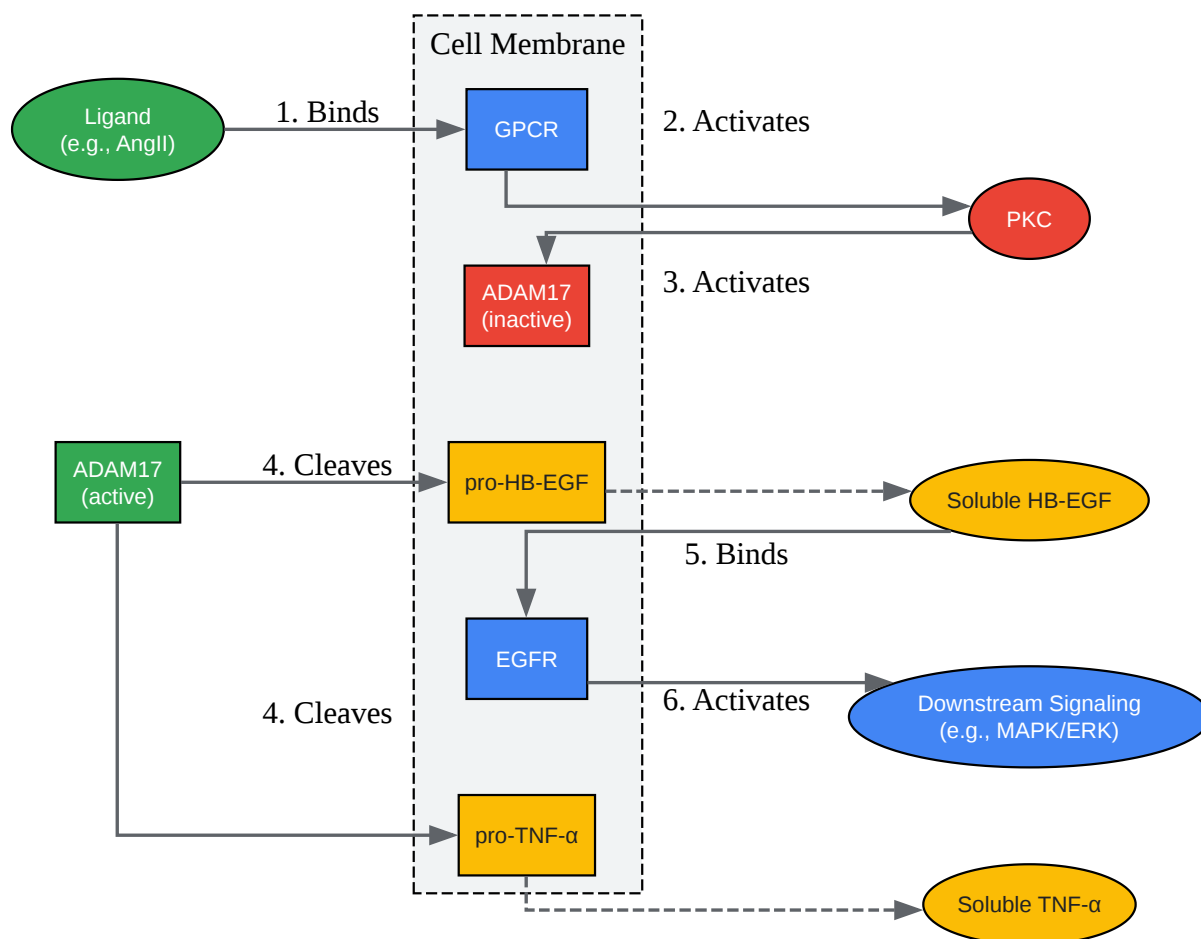 Cell Membrane
Ligand
(e.g., AngII)
1. Binds
GPCR
2. Activates
PKC
3. Activates
ADAM17
(inactive)
ADAM17
(active)
4. Cleaves
pro-HB-EGF
Soluble HB-EGF
5. Binds
EGFR
6. Activates
Downstream Signaling
(e.g., MAPK/ERK)
4. Cleaves
pro-TNF-α
Soluble TNF-α